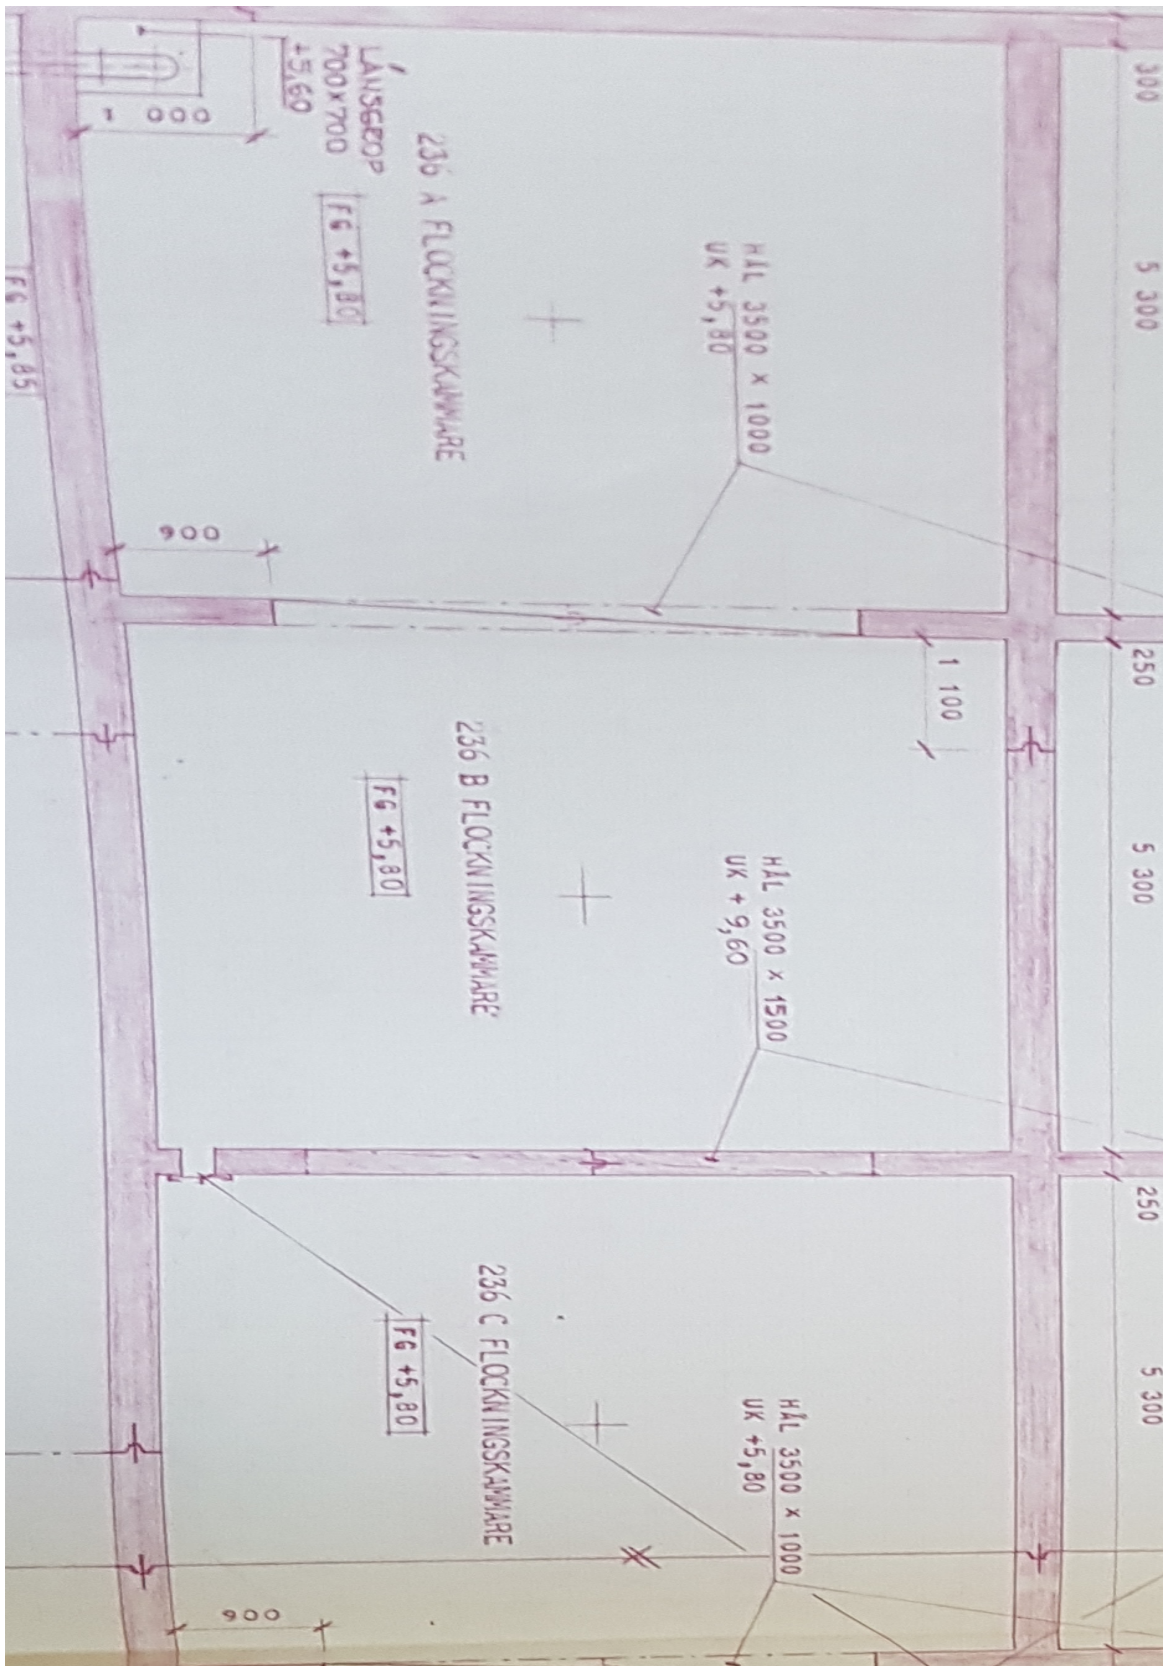 LÄNSGROP
700x700
+5,60
1 000
236 A FLOCKNINGSKAMMARE
FG +5,80
HÅL 3500 x 1000
UK +5,80
300
5 300
FG +5,85
900
250
1 100
236 B FLOCKNINGSKAMMARE
FG +5,80
HÅL 3500 x 1500
UK + 9,60
5 300
250
236 C FLOCKNINGSKAMMARE
FG +5,80
HÅL 3500 x 1000
UK +5,80
5 300
900